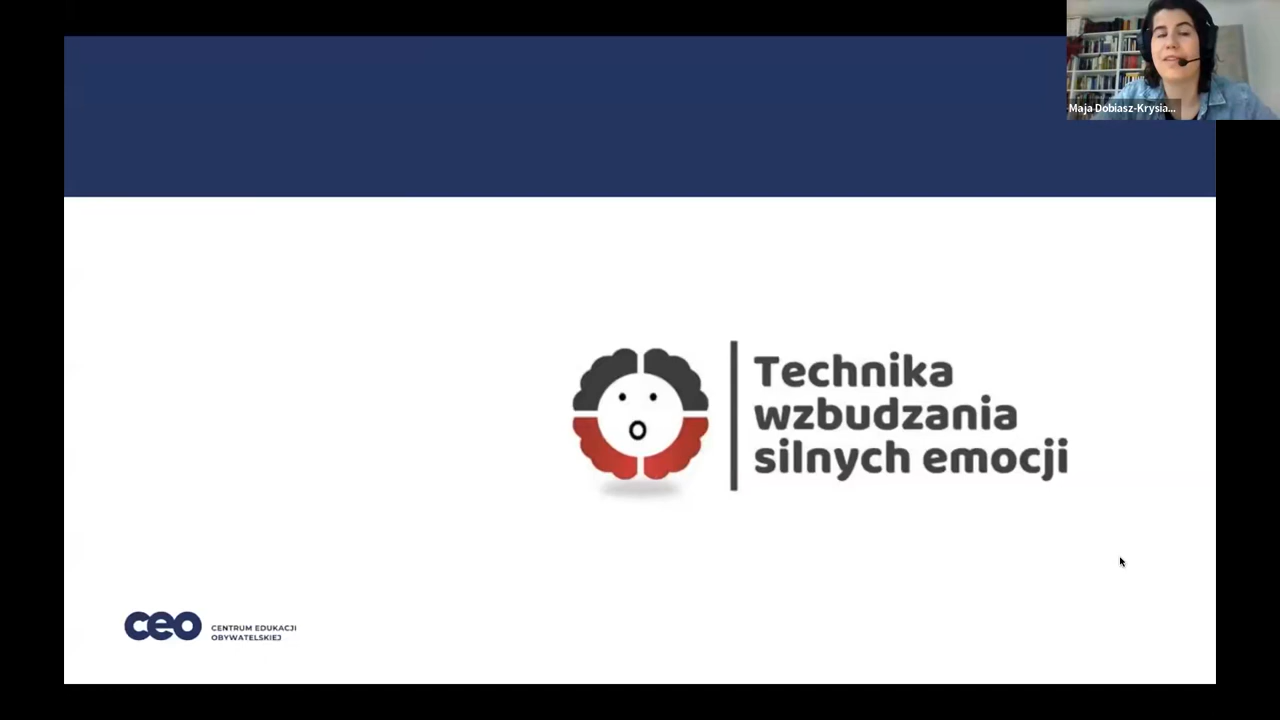 Maja Dobiasz-Krysia...
Technika
wzbudzania
silnych emocji
ceo
CENTRUM EDUKACJI
OBYWATELSKIEJ